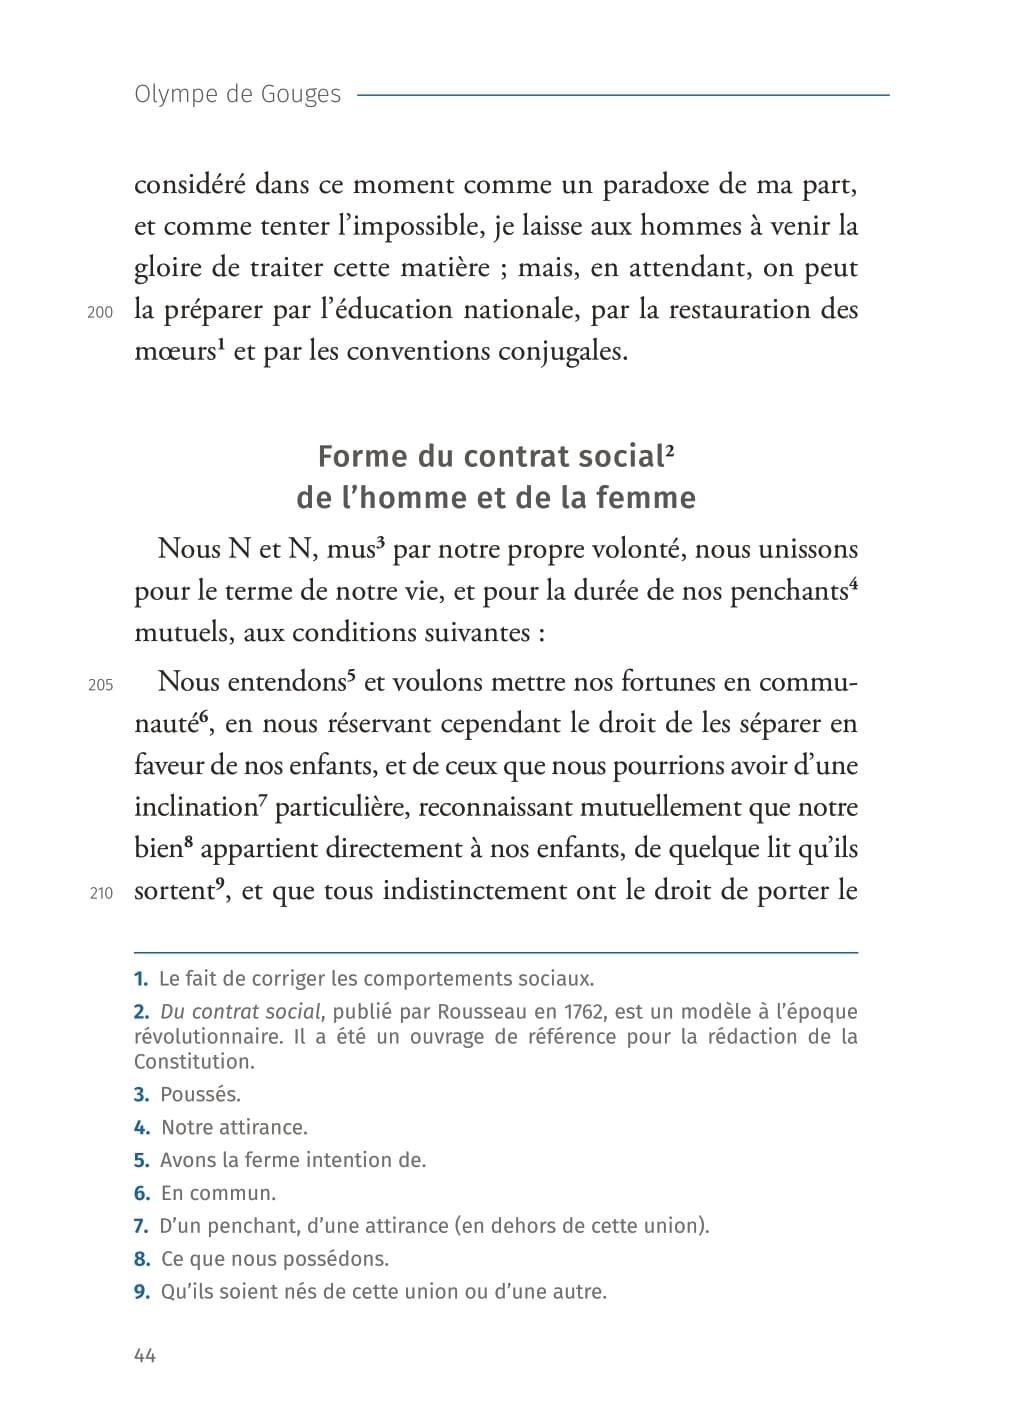 Olympe de Gouges
considéré dans ce moment comme un paradoxe de ma part,
et comme tenter l’impossible, je laisse aux hommes à venir la
gloire de traiter cette matière ; mais, en attendant, on peut
200 la préparer par l’éducation nationale, par la restauration des
mœurs¹ et par les conventions conjugales.
Forme du contrat social²
de l’homme et de la femme
Nous N et N, mus³ par notre propre volonté, nous unissons
pour le terme de notre vie, et pour la durée de nos penchants⁴
mutuels, aux conditions suivantes :
205 Nous entendons⁵ et voulons mettre nos fortunes en commu-
nauté⁶, en nous réservant cependant le droit de les séparer en
faveur de nos enfants, et de ceux que nous pourrions avoir d’une
inclination⁷ particulière, reconnaissant mutuellement que notre
bien⁸ appartient directement à nos enfants, de quelque lit qu’ils
210 sortent⁹, et que tous indistinctement ont le droit de porter le
1. Le fait de corriger les comportements sociaux.
2. Du contrat social, publié par Rousseau en 1762, est un modèle à l’époque
révolutionnaire. Il a été un ouvrage de référence pour la rédaction de la
Constitution.
3. Poussés.
4. Notre attirance.
5. Avons la ferme intention de.
6. En commun.
7. D’un penchant, d’une attirance (en dehors de cette union).
8. Ce que nous possédons.
9. Qu’ils soient nés de cette union ou d’une autre.
44